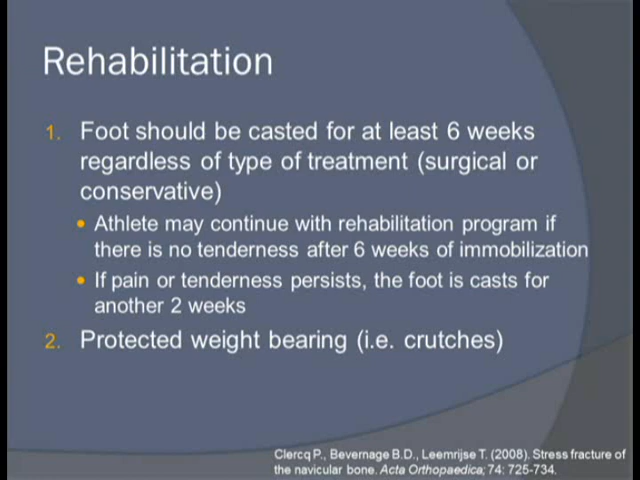 Rehabilitation
1. Foot should be casted for at least 6 weeks
regardless of type of treatment (surgical or
conservative)
• Athlete may continue with rehabilitation program if
there is no tenderness after 6 weeks of immobilization
• If pain or tenderness persists, the foot is casts for
another 2 weeks
2. Protected weight bearing (i.e. crutches)
Clercq P., Bevernage B.D., Leemrijse T. (2008). Stress fracture of
the navicular bone. Acta Orthopaedica; 74: 725-734.